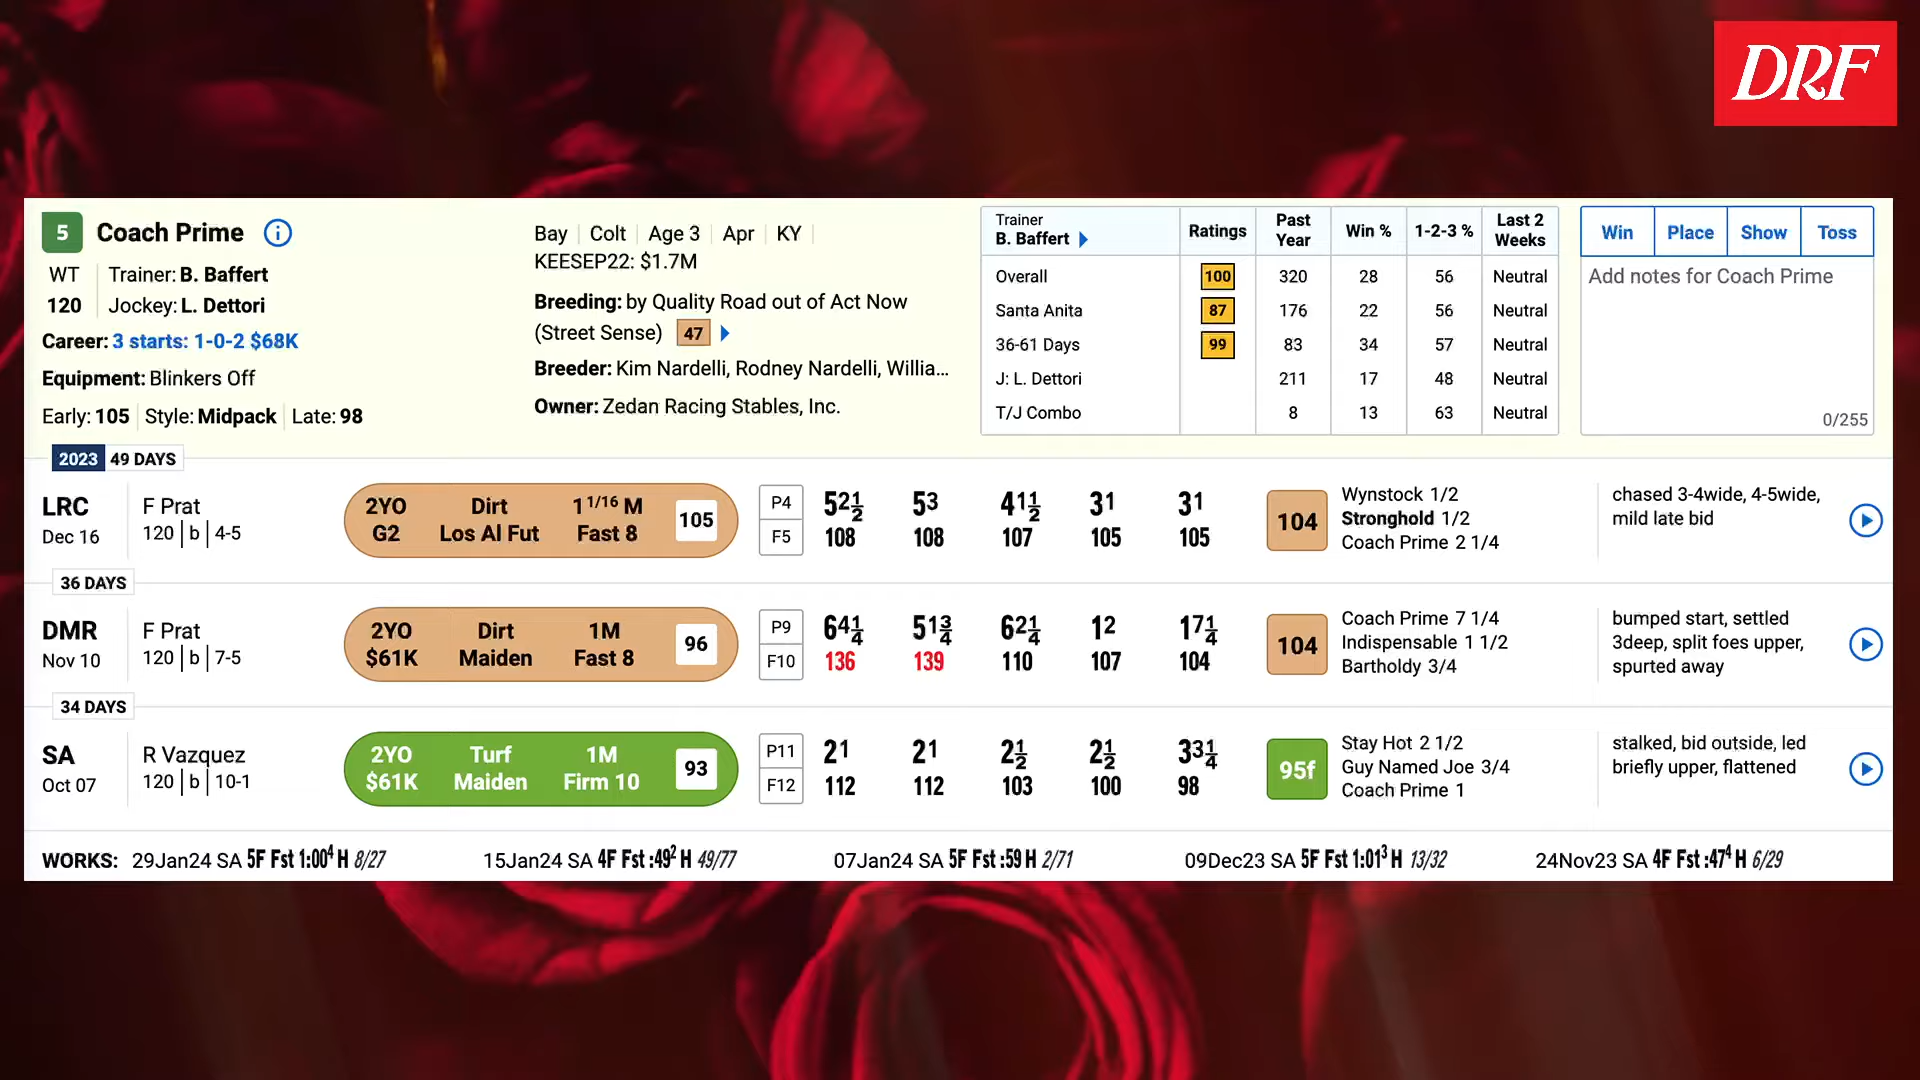 DRF
5 Coach Prime i
WT Trainer: B. Baffert
120 Jockey: L. Dettori
Career: 3 starts: 1-0-2 $68K
Equipment: Blinkers Off
Early: 105 Style: Midpack Late: 98
Bay Colt Age 3 Apr KY
KEESEP22: $1.7M
Breeding: by Quality Road out of Act Now
(Street Sense) 47
Breeder: Kim Nardelli, Rodney Nardelli, Willia...
Owner: Zedan Racing Stables, Inc.
Trainer B. Baffert Ratings Past Year Win % 1-2-3 % Last 2 Weeks
Overall 100 320 28 56 Neutral
Santa Anita 87 176 22 56 Neutral
36-61 Days 99 83 34 57 Neutral
J: L. Dettori 211 17 48 Neutral
T/J Combo 8 13 63 Neutral
Win Place Show Toss
Add notes for Coach Prime
0/255
2023 49 DAYS
LRC F Prat 2YO Dirt 1 1/16 M 105 P4 5 2½ 5 3 4 1½ 3 1 3 1 104 Wynstock 1/2 chased 3-4wide, 4-5wide,
Dec 16 120 b 4-5 G2 Los Al Fut Fast 8 F5 108 108 107 105 105 Stronghold 1/2 mild late bid
Coach Prime 2 1/4
36 DAYS
DMR F Prat 2YO Dirt 1M 96 P9 6 4¼ 5 1¾ 6 2¼ 1 2 1 7¼ 104 Coach Prime 7 1/4 bumped start, settled
Nov 10 120 b 7-5 $61K Maiden Fast 8 F10 136 139 110 107 104 Indispensable 1 1/2 3deep, split foes upper,
Bartholdy 3/4 spurted away
34 DAYS
SA R Vazquez 2YO Turf 1M 93 P11 2 1 2 1 2 ½ 2 ½ 3 3¼ 95f Stay Hot 2 1/2 stalked, bid outside, led
Oct 07 120 b 10-1 $61K Maiden Firm 10 F12 112 112 103 100 98 Guy Named Joe 3/4 briefly upper, flattened
Coach Prime 1
WORKS: 29Jan24 SA 5F Fst 1:00⁴ H 8/27 15Jan24 SA 4F Fst :49² H 49/77 07Jan24 SA 5F Fst :59 H 2/71 09Dec23 SA 5F Fst 1:01³ H 13/32 24Nov23 SA 4F Fst :47⁴ H 6/29